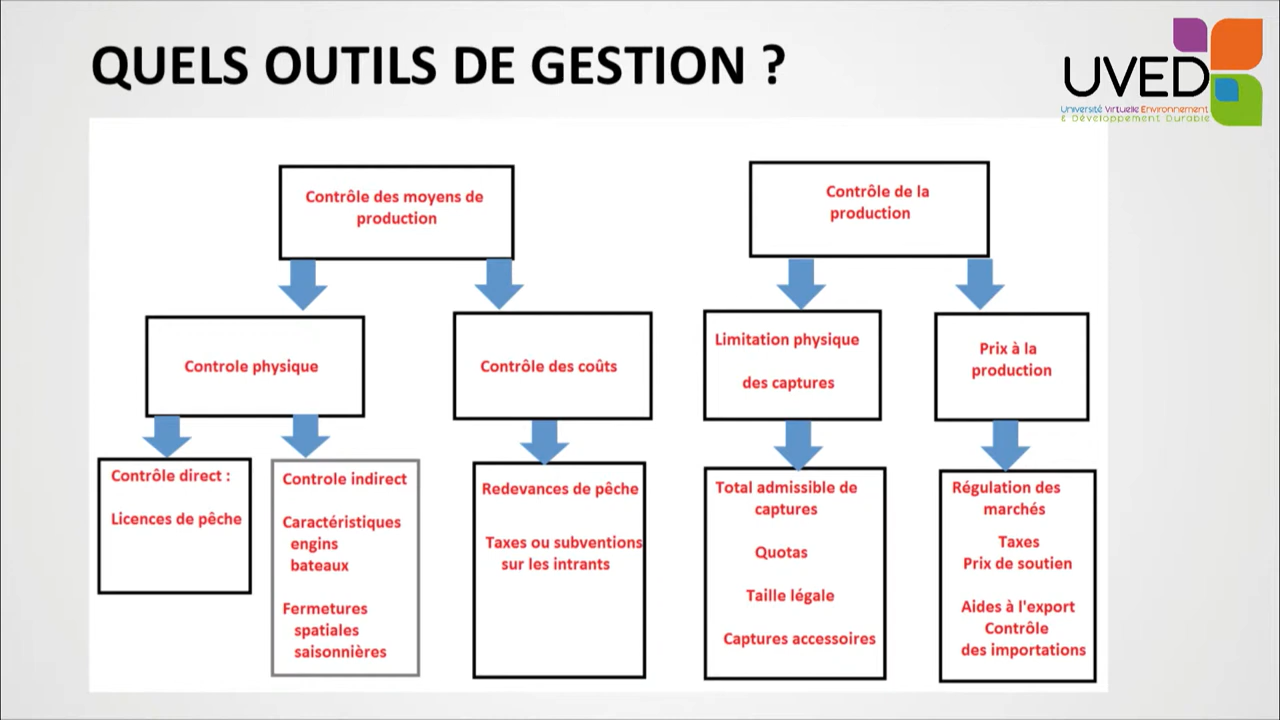 QUELS OUTILS DE GESTION ?
UVED
Université Virtuelle Environnement
& Développement Durable
Contrôle des moyens de
production
Contrôle de la
production
Controle physique
Contrôle des coûts
Limitation physique
des captures
Prix à la
production
Contrôle direct :
Licences de pêche
Controle indirect
Caractéristiques
engins
bateaux
Fermetures
spatiales
saisonnières
Redevances de pêche
Taxes ou subventions
sur les intrants
Total admissible de
captures
Quotas
Taille légale
Captures accessoires
Régulation des
marchés
Taxes
Prix de soutien
Aides à l'export
Contrôle
des importations